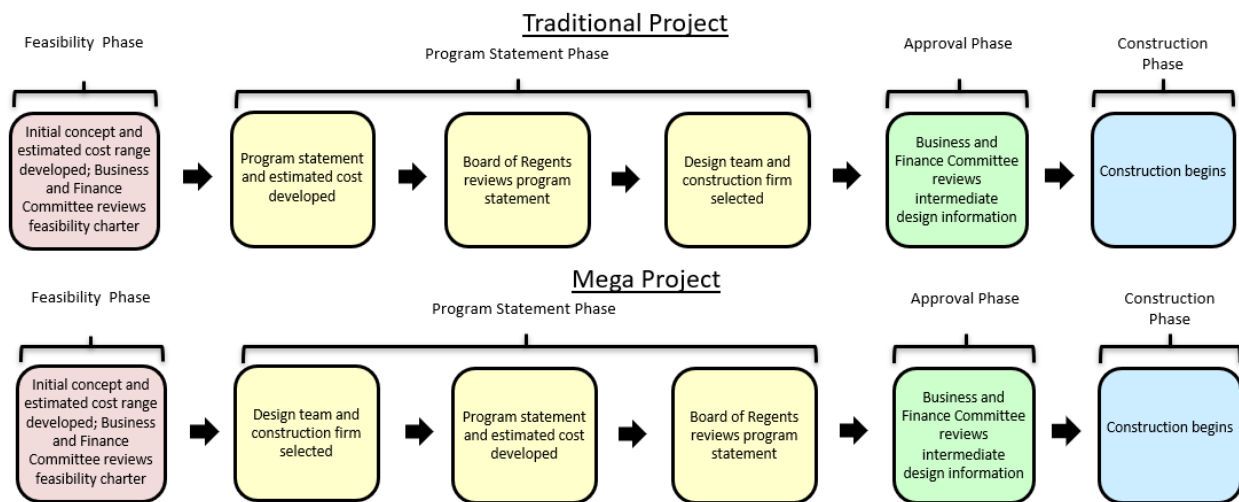 Traditional Project
Feasibility Phase
Program Statement Phase
Approval Phase
Construction
Phase
Initial concept and
estimated cost range
developed; Business
and Finance
Committee reviews
feasibility charter
Program statement
and estimated cost
developed
Board of Regents
reviews program
statement
Design team and
construction firm
selected
Business and
Finance Committee
reviews
intermediate
design information
Construction begins
Mega Project
Feasibility Phase
Program Statement Phase
Approval Phase
Construction
Phase
Initial concept and
estimated cost range
developed; Business
and Finance
Committee reviews
feasibility charter
Design team and
construction firm
selected
Program statement
and estimated cost
developed
Board of Regents
reviews program
statement
Business and
Finance Committee
reviews
intermediate
design information
Construction begins